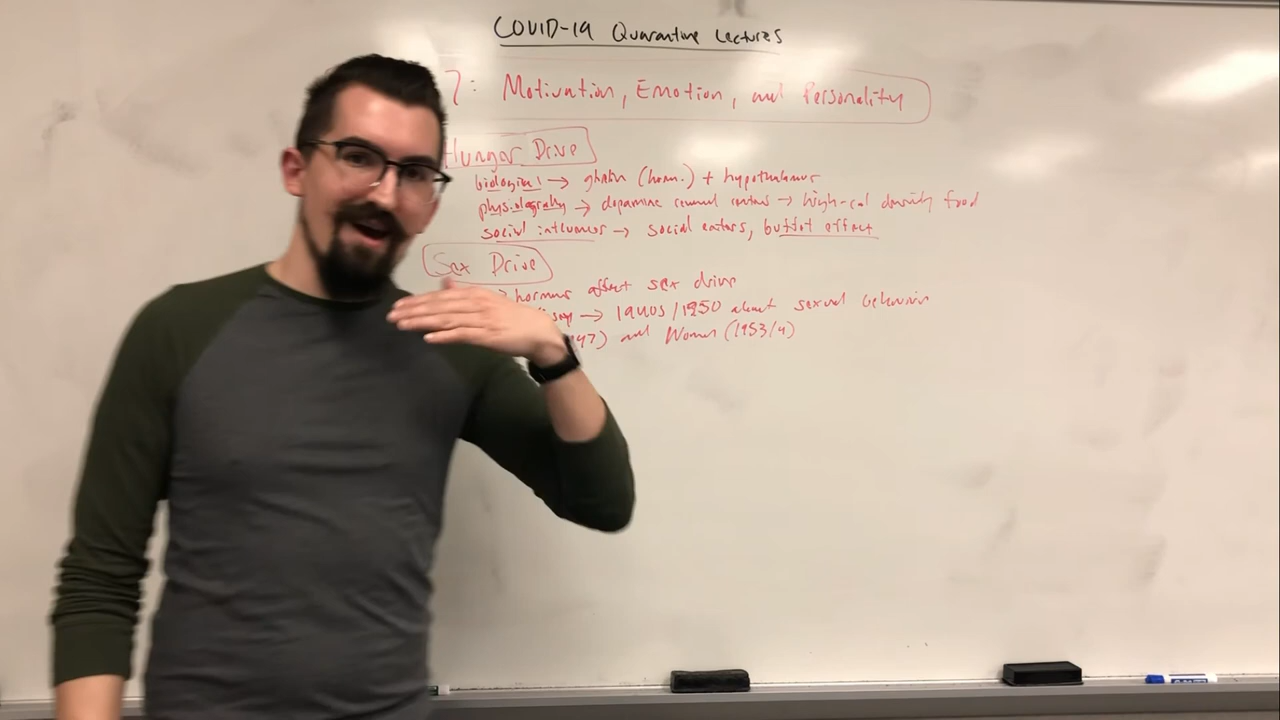 COVID-19 Quarantine Lectures
7: Motivation, Emotion, and Personality
Hunger Drive
biological → ghrelin (horm.) + hypothalamus
physiologically → dopamine reward centers → high-cal density food
social influences → social eaters, buffet effect
Sex Drive
→ hormones affect sex drive
→ 1940s/1950 about sexual behavior
and Women (1953/4)